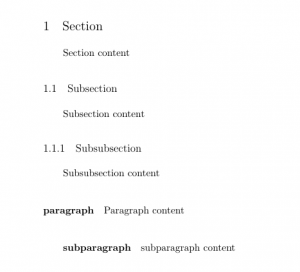 1 Section
Section content
1.1 Subsection
Subsection content
1.1.1 Subsubsection
Subsubsection content
paragraph Paragraph content
subparagraph subparagraph content